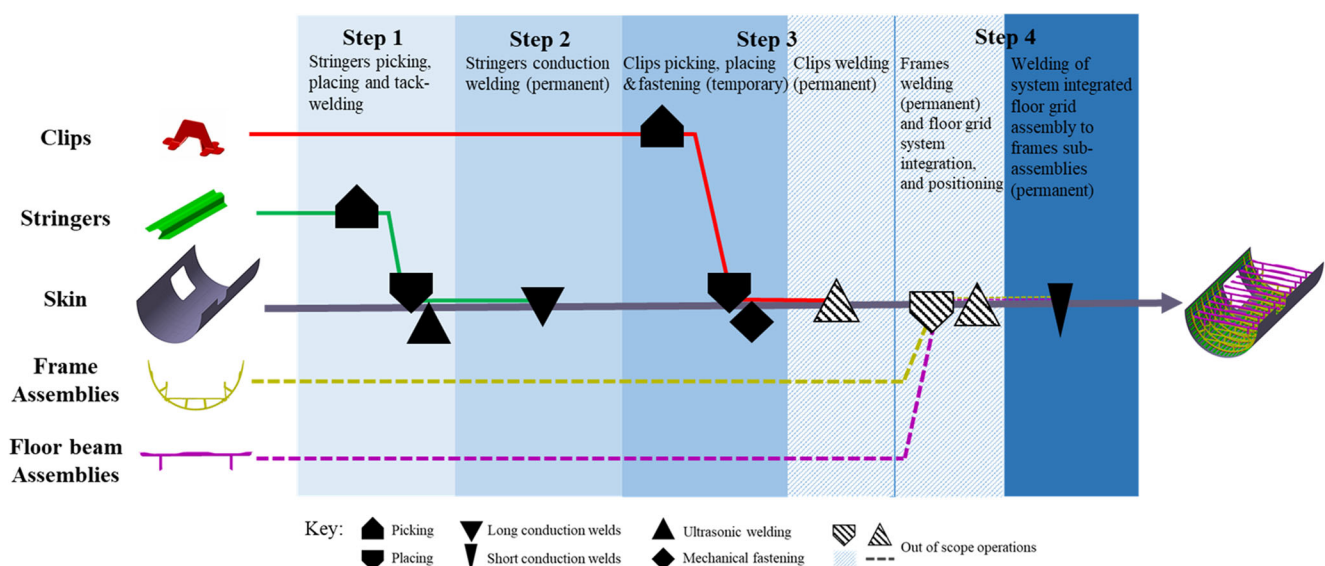 Step 1
Stringers picking,
placing and tack-
welding
Step 2
Stringers conduction
welding (permanent)
Step 3
Clips picking, placing
& fastening (temporary)
Clips welding
(permanent)
Step 4
Frames
welding
(permanent)
and floor grid
system
integration,
and positioning
Welding of
system integrated
floor grid
assembly to
frames sub-
assemblies
(permanent)
Clips
Stringers
Skin
Frame
Assemblies
Floor beam
Assemblies
Key:
Picking
Long conduction welds
Ultrasonic welding
Placing
Short conduction welds
Mechanical fastening
Out of scope operations